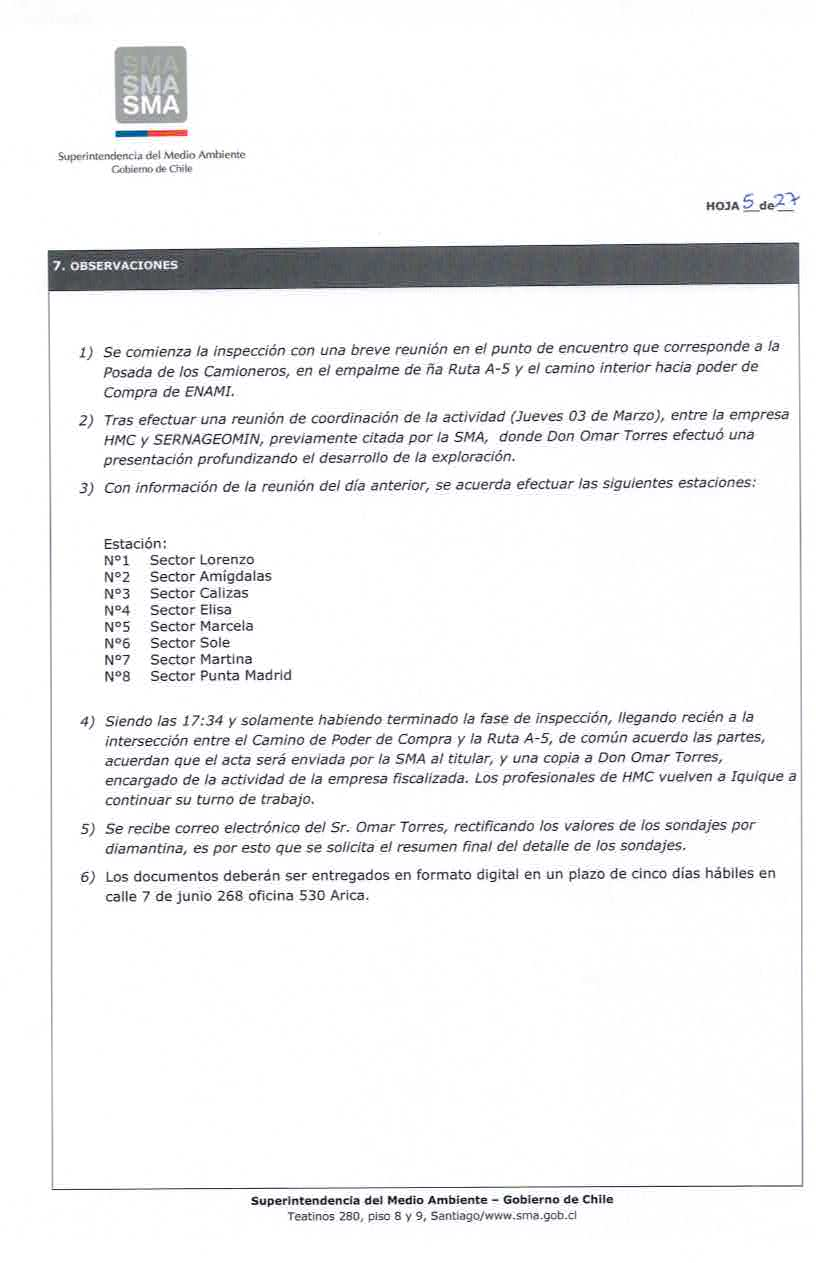 SMA
SMA
SMA
Superintendencia del Medio Ambiente
Gobierno de Chile
HOJA 5 de 27
7. OBSERVACIONES
1) Se comienza la inspección con una breve reunión en el punto de encuentro que corresponde a la
Posada de los Camioneros, en el empalme de ña Ruta A-5 y el camino interior hacia poder de
Compra de ENAMI.
2) Tras efectuar una reunión de coordinación de la actividad (Jueves 03 de Marzo), entre la empresa
HMC y SERNAGEOMIN, previamente citada por la SMA, donde Don Omar Torres efectuó una
presentación profundizando el desarrollo de la exploración.
3) Con información de la reunión del día anterior, se acuerda efectuar las siguientes estaciones:
Estación:
N°1 Sector Lorenzo
N°2 Sector Amígdalas
N°3 Sector Calizas
N°4 Sector Elisa
N°5 Sector Marcela
N°6 Sector Sole
N°7 Sector Martina
N°8 Sector Punta Madrid
4) Siendo las 17:34 y solamente habiendo terminado la fase de inspección, llegando recién a la
intersección entre el Camino de Poder de Compra y la Ruta A-5, de común acuerdo las partes,
acuerdan que el acta será enviada por la SMA al titular, y una copia a Don Omar Torres,
encargado de la actividad de la empresa fiscalizada. Los profesionales de HMC vuelven a Iquique a
continuar su turno de trabajo.
5) Se recibe correo electrónico del Sr. Omar Torres, rectificando los valores de los sondajes por
diamantina, es por esto que se solicita el resumen final del detalle de los sondajes.
6) Los documentos deberán ser entregados en formato digital en un plazo de cinco días hábiles en
calle 7 de junio 268 oficina 530 Arica.
Superintendencia del Medio Ambiente – Gobierno de Chile
Teatinos 280, piso 8 y 9, Santiago/www.sma.gob.cl